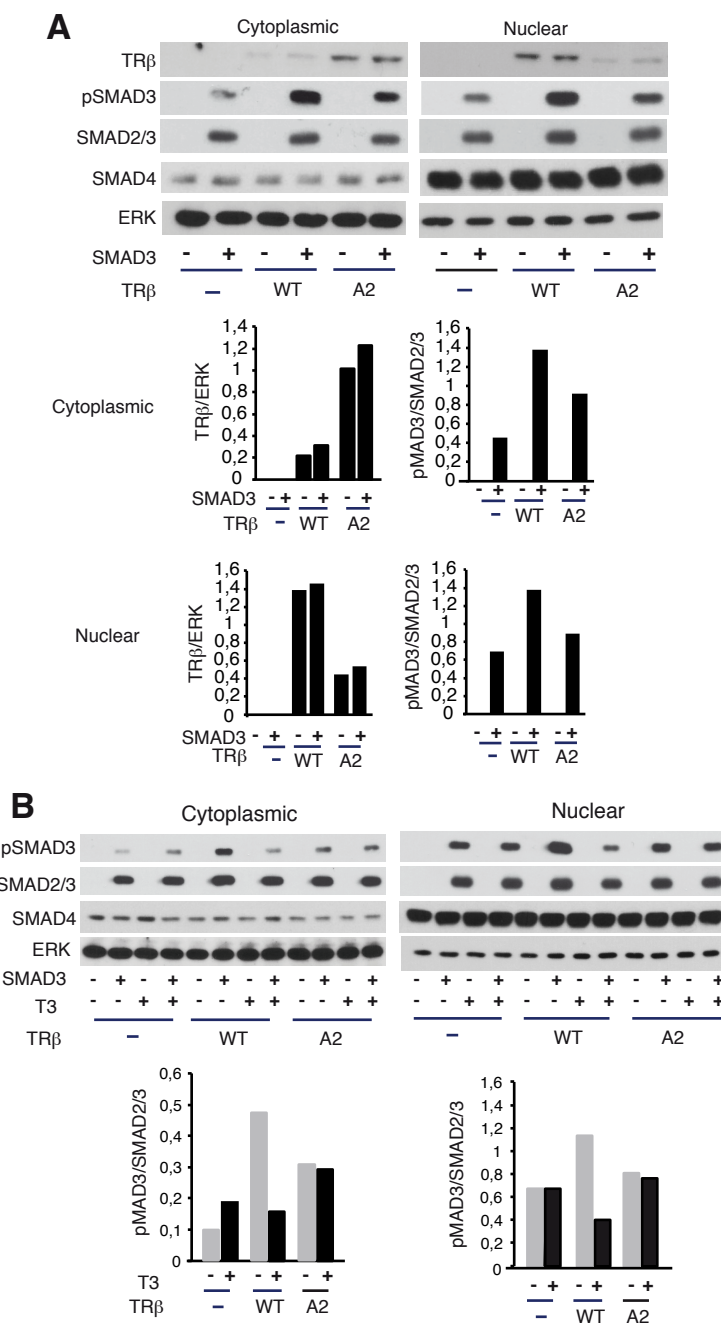 A
Cytoplasmic Nuclear
TRβ
pSMAD3
SMAD2/3
SMAD4
ERK
SMAD3 - + - + - + - + - + - +
TRβ – WT A2 – WT A2
Cytoplasmic
TRβ/ERK
1,4
1,2
1
0,8
0,6
0,4
0,2
0
SMAD3 - + - + - +
TRβ – WT A2
pMAD3/SMAD2/3
1,6
1,4
1,2
1
0,8
0,6
0,4
0,2
0
- + - + - +
– WT A2
Nuclear
TRβ/ERK
1,6
1,4
1,2
1
0,8
0,6
0,4
0,2
0
SMAD3 - + - + - +
TRβ – WT A2
pMAD3/SMAD2/3
1,6
1,4
1,2
1
0,8
0,6
0,4
0,2
0
- + - + - +
– WT A2
B
Cytoplasmic Nuclear
pSMAD3
SMAD2/3
SMAD4
ERK
SMAD3 - + - + - + - + - + - + - + - + - + - + - + - +
T3 - - + + - - + + - - + + - - + + - - + + - - + +
TRβ – WT A2 – WT A2
pMAD3/SMAD2/3
0,6
0,5
0,4
0,3
0,2
0,1
0
T3 - + - + - +
TRβ – WT A2
pMAD3/SMAD2/3
1,6
1,4
1,2
1
0,8
0,6
0,4
0,2
0
- + - + - +
– WT A2